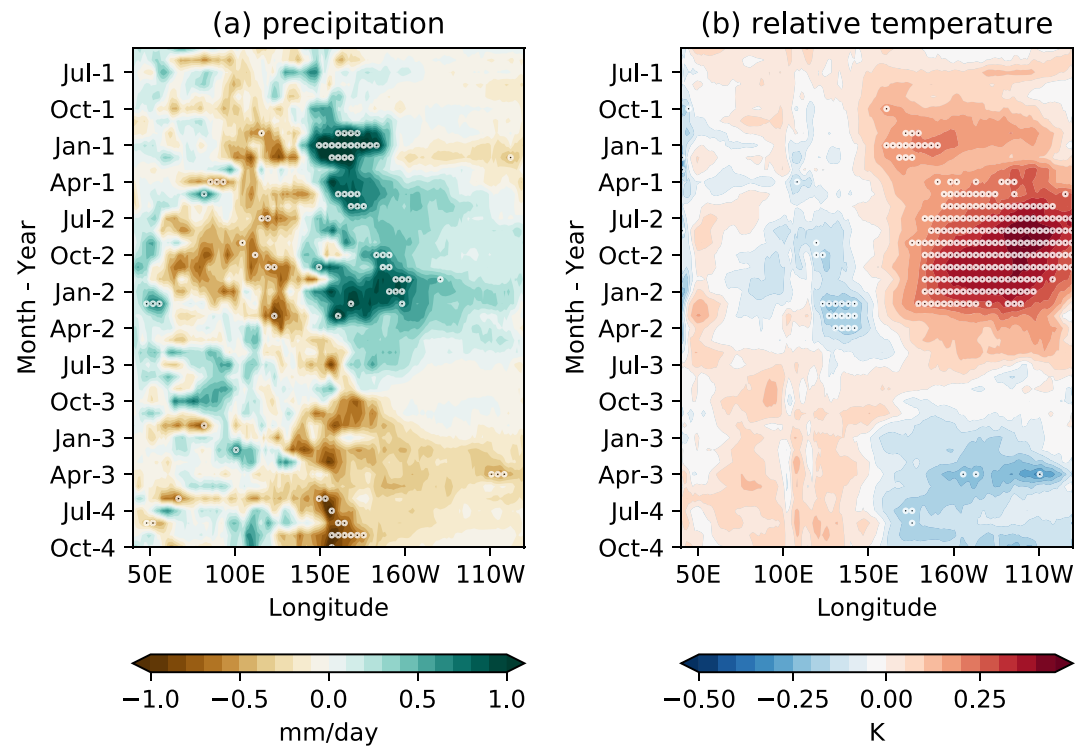 (a) precipitation
(b) relative temperature
Month - Year
Jul-1
Oct-1
Jan-1
Apr-1
Jul-2
Oct-2
Jan-2
Apr-2
Jul-3
Oct-3
Jan-3
Apr-3
Jul-4
Oct-4
50E 100E 150E 160W 110W
Longitude
Month - Year
Jul-1
Oct-1
Jan-1
Apr-1
Jul-2
Oct-2
Jan-2
Apr-2
Jul-3
Oct-3
Jan-3
Apr-3
Jul-4
Oct-4
50E 100E 150E 160W 110W
Longitude
−1.0 −0.5 0.0 0.5 1.0
mm/day
−0.50 −0.25 0.00 0.25
K